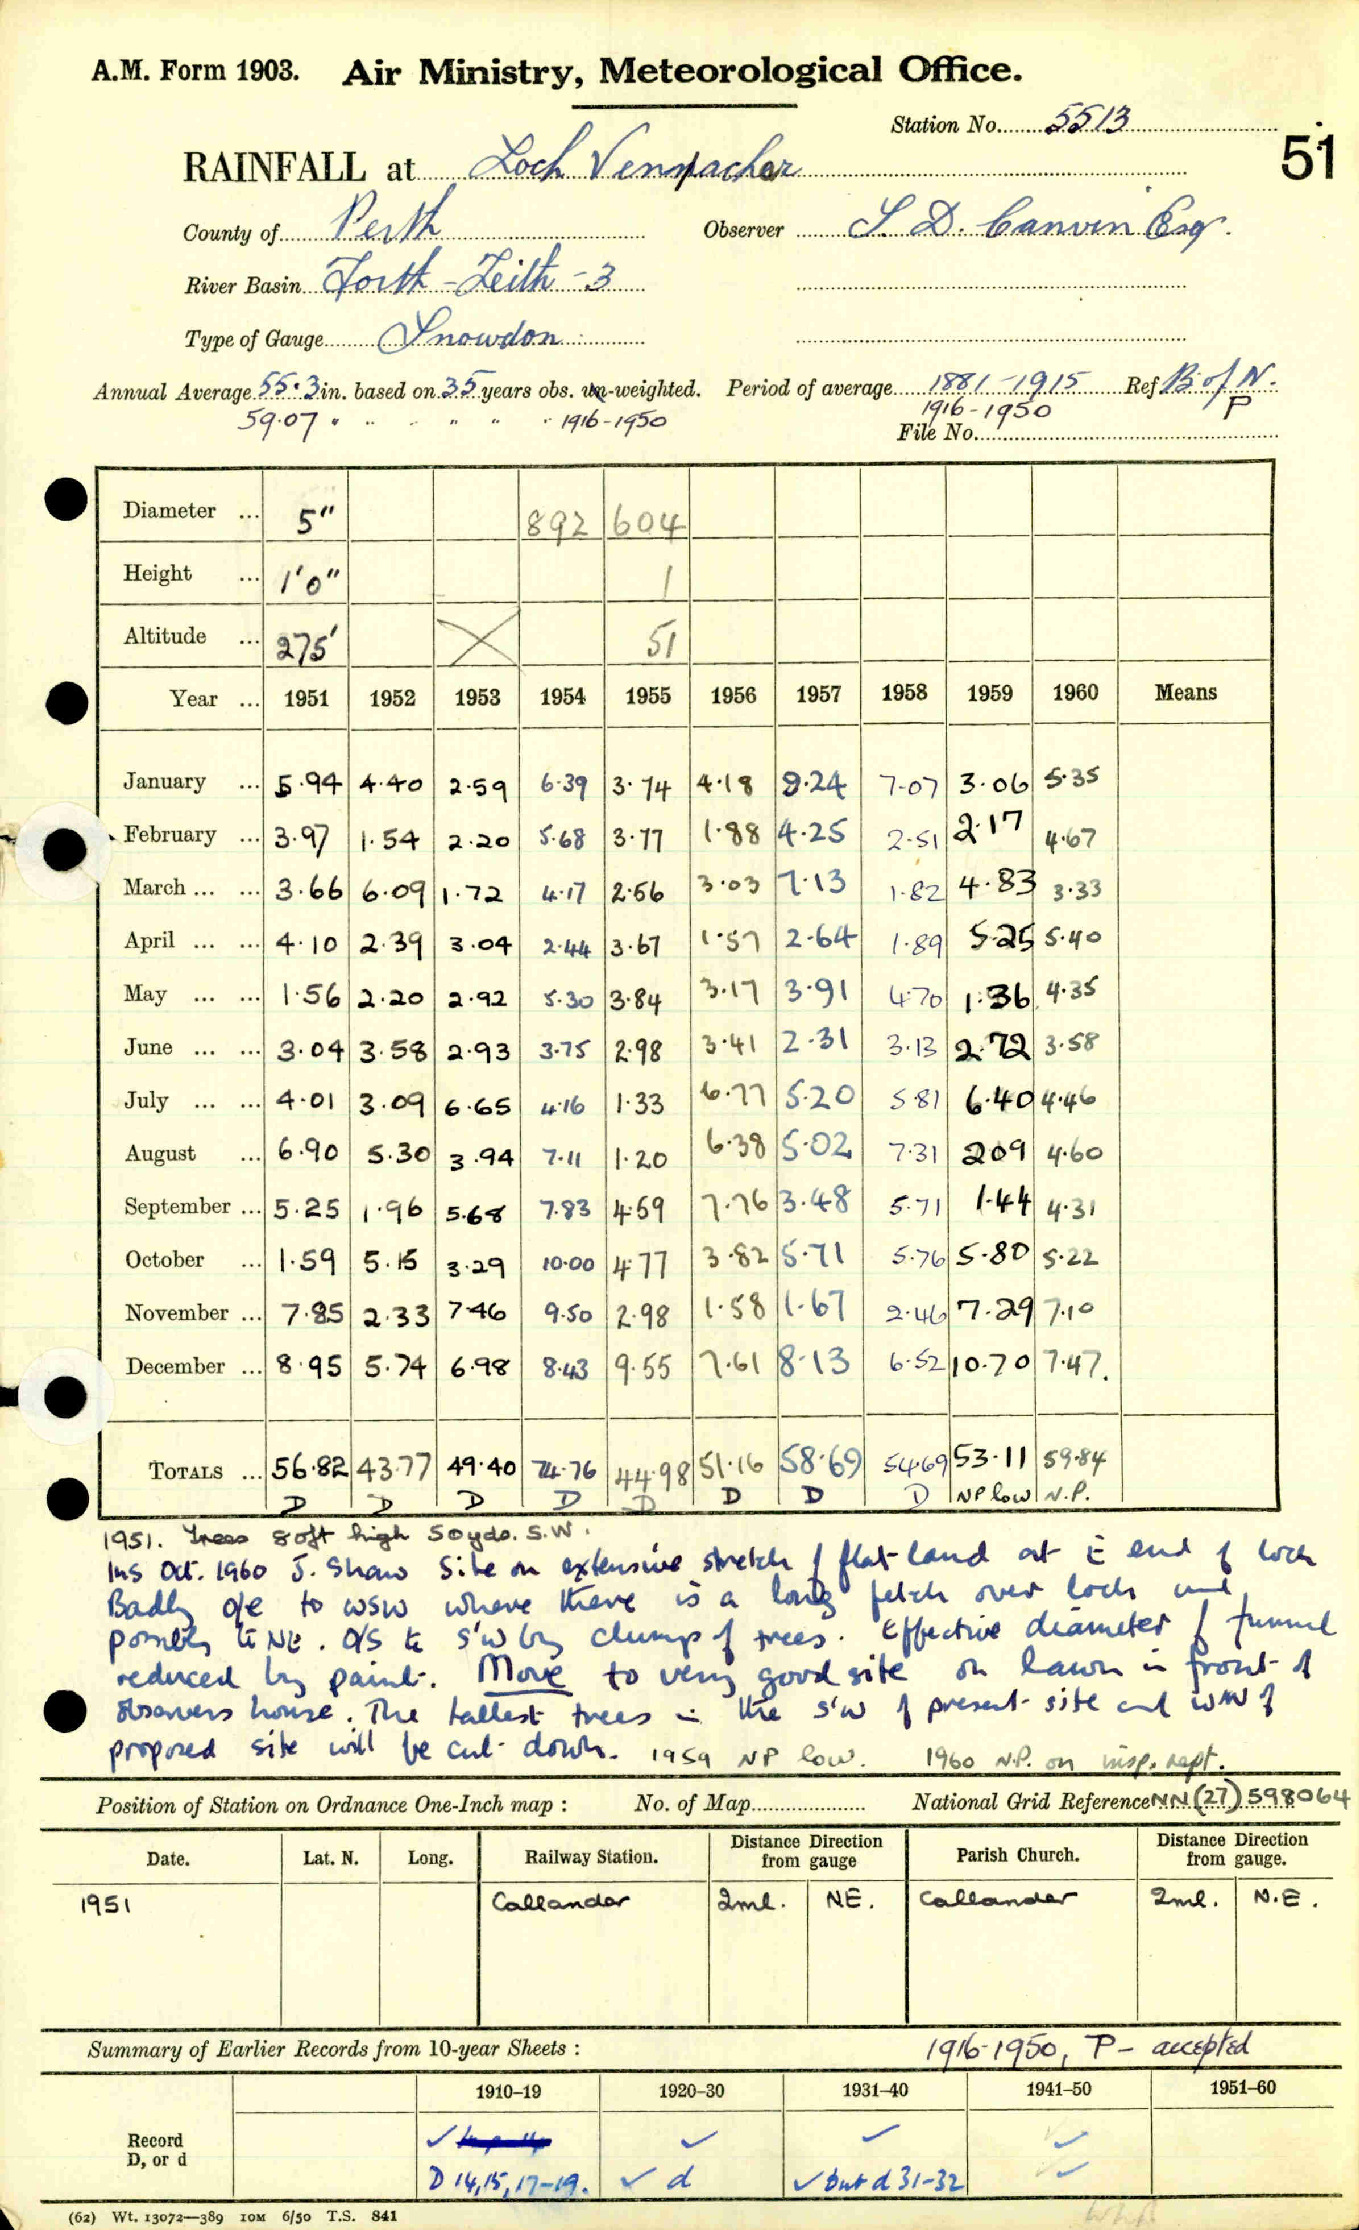 A.M. Form 1903. Air Ministry, Meteorological Office.
Station No. 5513
51
RAINFALL at Loch Vennachar
County of Perth Observer S. D. Canvin Esq.
River Basin Forth - Teith - 3
Type of Gauge Snowdon
Annual Average 55.3 in. based on 35 years obs. un-weighted. Period of average 1881-1915 Ref B of N.
59.07 " " " " " " 1916-1950 1916-1950 P
File No.
Diameter ... 5" 892 604
Height ... 1'0" 1
Altitude ... 275' 51
Year ... 1951 1952 1953 1954 1955 1956 1957 1958 1959 1960 Means
January ... 5.94 4.40 2.59 6.39 3.74 4.18 9.24 7.07 3.06 5.35
February ... 3.97 1.54 2.20 5.68 3.77 1.88 4.25 2.51 2.17 4.67
March ... ... 3.66 6.09 1.72 4.17 2.56 3.03 7.13 1.82 4.83 3.33
April ... ... 4.10 2.39 3.04 2.44 3.67 1.57 2.64 1.89 5.25 5.40
May ... ... 1.56 2.20 2.92 5.30 3.84 3.17 3.91 4.70 1.36 4.35
June ... ... 3.04 3.58 2.93 3.75 2.98 3.41 2.31 3.13 2.72 3.58
July ... ... 4.01 3.09 6.65 4.16 1.33 6.77 5.20 5.81 6.40 4.46
August ... 6.90 5.30 3.94 7.11 1.20 6.38 5.02 7.31 209 4.60
September ... 5.25 1.96 5.68 7.83 4.59 7.76 3.48 5.71 1.44 4.31
October ... 1.59 5.15 3.29 10.00 4.77 3.82 5.71 5.76 5.80 5.22
November ... 7.85 2.33 7.46 9.50 2.98 1.58 1.67 2.46 7.29 7.10
December ... 8.95 5.74 6.98 8.43 9.55 7.61 8.13 6.52 10.70 7.47.
TOTALS ... 56.82 43.77 49.40 74.76 44.98 51.16 58.69 54.69 53.11 59.84
D D D D D D D D NP low N.P.
1951. Trees 80ft high 50yds. S.W.
Ins Oct. 1960 J. Shaw Site on extensive stretch of flat land at E end of loch
Badly o/e to WSW where there is a long fetch over loch and
possibly to NE. O/S to S'W by clump of trees. Effective diameter of funnel
reduced by paint. Move to very good site on lawn in front of
observers house. The tallest trees in the S'W of present site and WNW of
proposed site will be cut down. 1959 NP low. 1960 N.P. on insp. rept.
Position of Station on Ordnance One-Inch map : No. of Map National Grid Reference NN (27) 598064
Date. Lat. N. Long. Railway Station. Distance Direction from gauge Parish Church. Distance Direction from gauge.
1951 Callander 2ml. NE. Callander 2ml. N.E.
Summary of Earlier Records from 10-year Sheets : 1916-1950, P - accepted
1910-19 1920-30 1931-40 1941-50 1951-60
Record ✓ ✓ ✓ ✓
D, or d D 14,15,17-19. ✓ d ✓ but d 31-32 ✓
(62) Wt. 13072—389 10M 6/50 T.S. 841